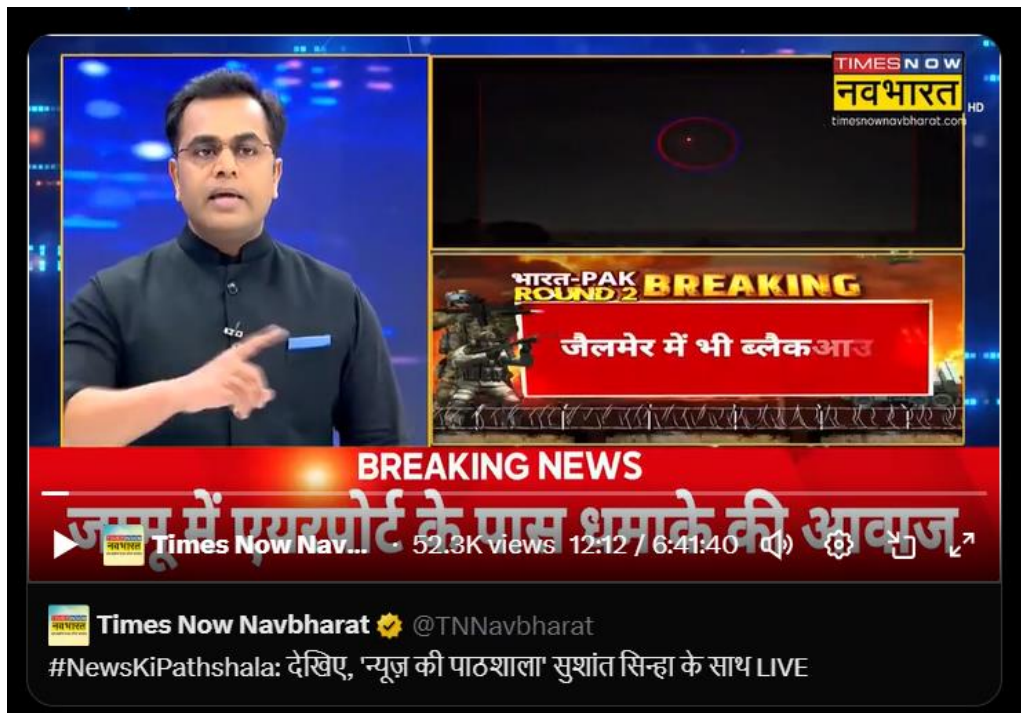 TIMES NOW
नवभारत
HD
timesnownavbharat.com
भारत-PAK
ROUND 2
BREAKING
जैलमेर में भी ब्लैकआउ
BREAKING NEWS
जम्मू में एयरपोर्ट के पास धमाके की आवाज
Times Now Nav... · 52.3K views 12:12 / 6:41:40
Times Now Navbharat @TNNavbharat
#NewsKiPathshala: देखिए, 'न्यूज़ की पाठशाला' सुशांत सिन्हा के साथ LIVE